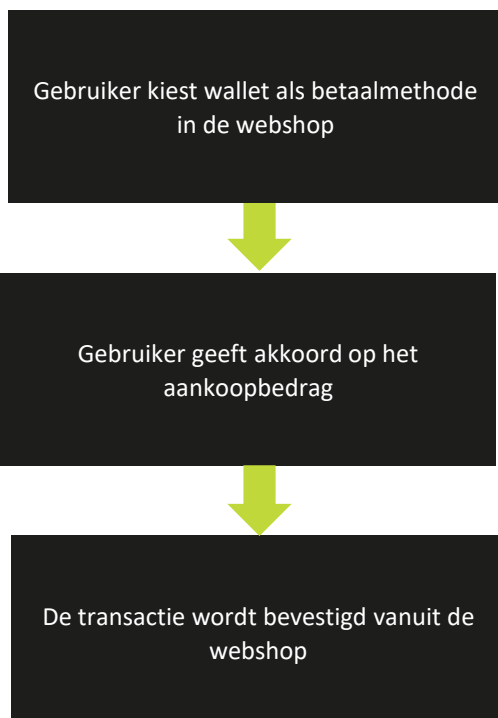 Gebruiker kiest wallet als betaalmethode
in de webshop
Gebruiker geeft akkoord op het
aankoopbedrag
De transactie wordt bevestigd vanuit de
webshop